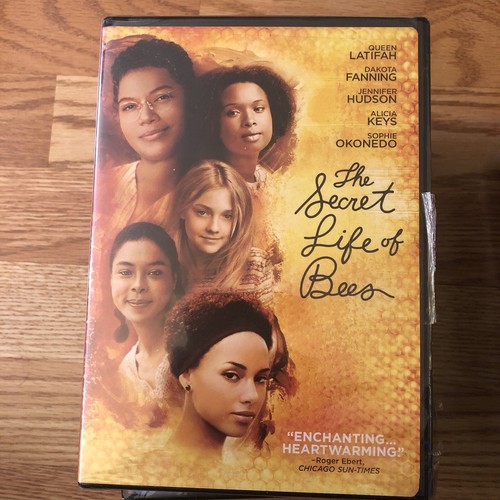 QUEEN
LATIFAH
DAKOTA
FANNING
JENNIFER
HUDSON
ALICIA
KEYS
SOPHIE
OKONEDO
The
Secret
Life of
Bees
“ENCHANTING...
HEARTWARMING.”
–Roger Ebert,
CHICAGO SUN-TIMES